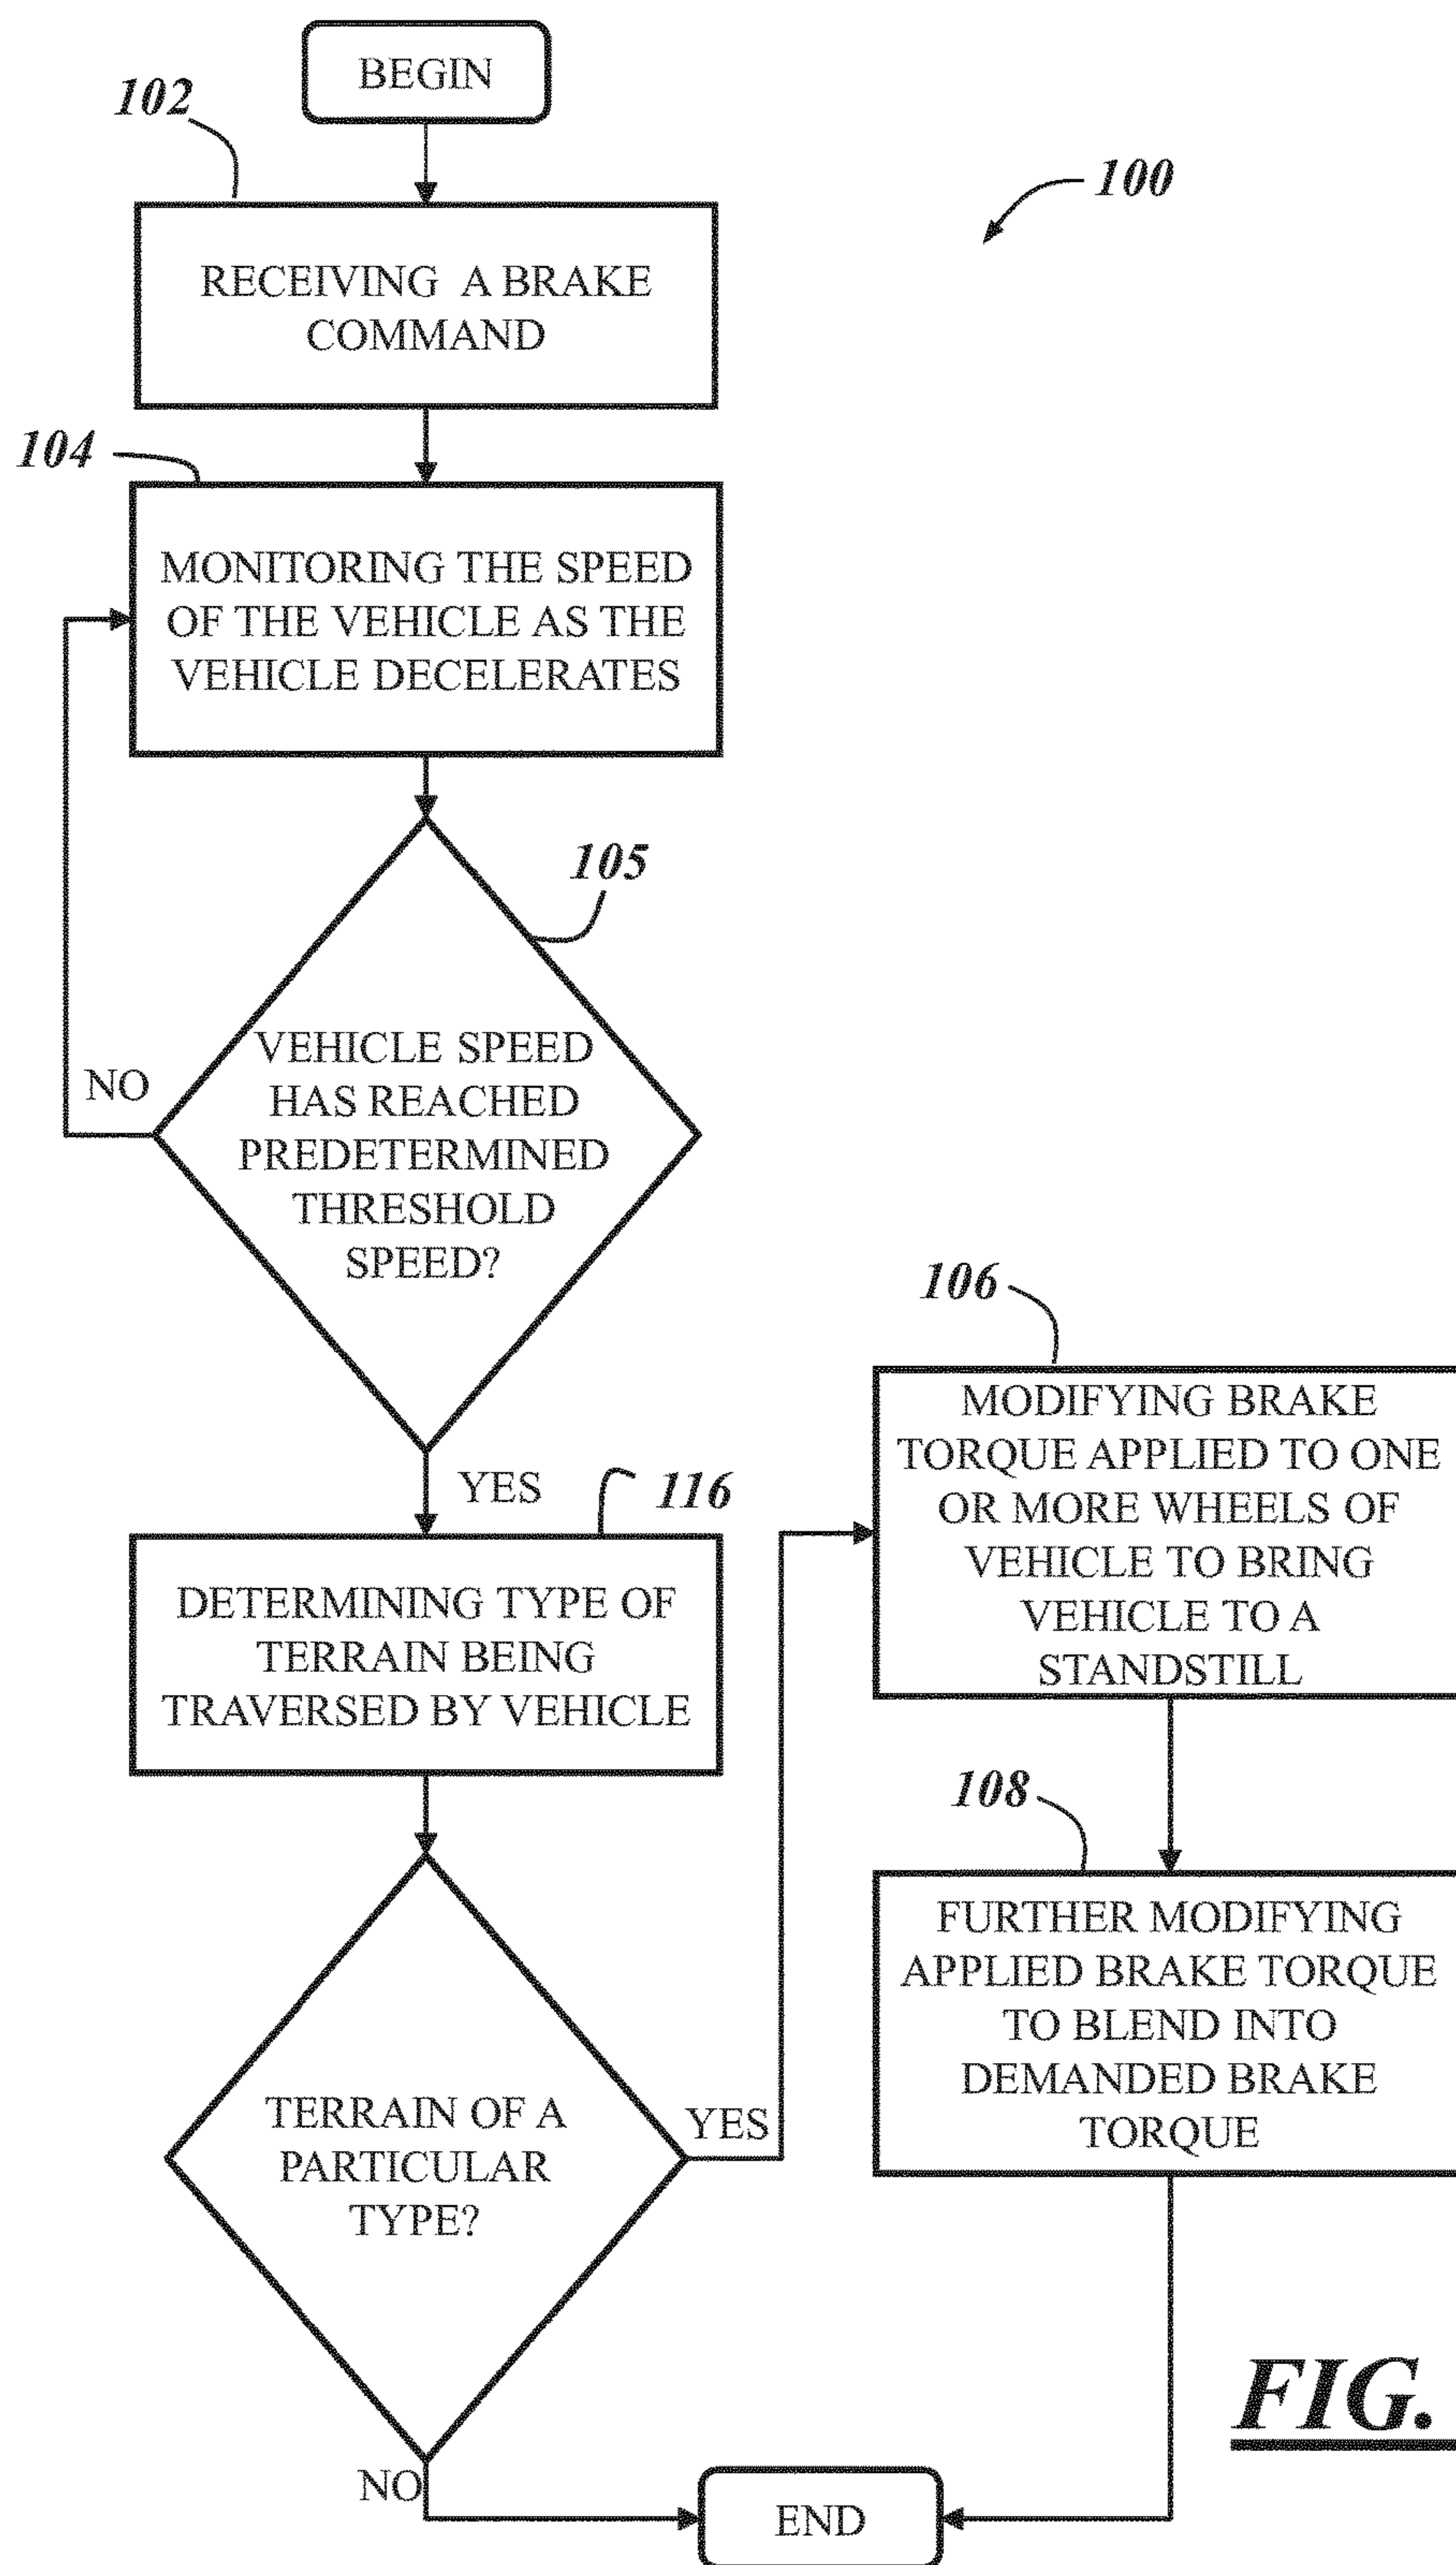 BEGIN
102
100
RECEIVING A BRAKE
COMMAND
104
MONITORING THE SPEED
OF THE VEHICLE AS THE
VEHICLE DECELERATES
105
VEHICLE SPEED
HAS REACHED
PREDETERMINED
THRESHOLD
SPEED?
NO
YES
116
DETERMINING TYPE OF
TERRAIN BEING
TRAVERSED BY VEHICLE
TERRAIN OF A
PARTICULAR
TYPE?
YES
NO
106
MODIFYING BRAKE
TORQUE APPLIED TO ONE
OR MORE WHEELS OF
VEHICLE TO BRING
VEHICLE TO A
STANDSTILL
108
FURTHER MODIFYING
APPLIED BRAKE TORQUE
TO BLEND INTO
DEMANDED BRAKE
TORQUE
END
FIG.